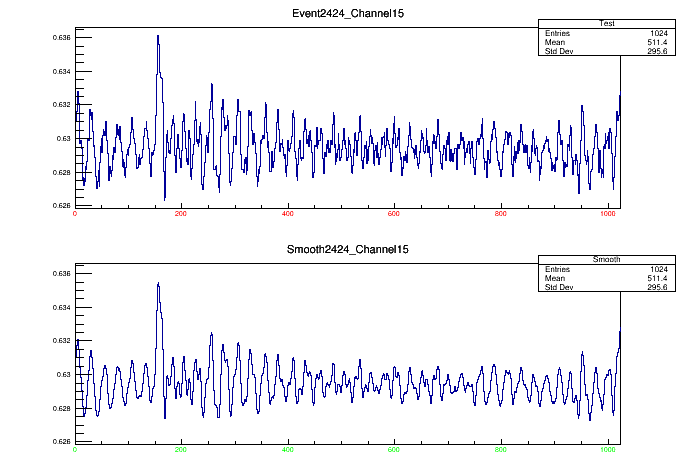 Event2424_Channel15
Test
Entries 1024
Mean 511.4
Std Dev 295.6
0.636
0.634
0.632
0.63
0.628
0.626
0 200 400 600 800 1000
Smooth2424_Channel15
Smooth
Entries 1024
Mean 511.4
Std Dev 295.6
0.636
0.634
0.632
0.63
0.628
0.626
0 200 400 600 800 1000